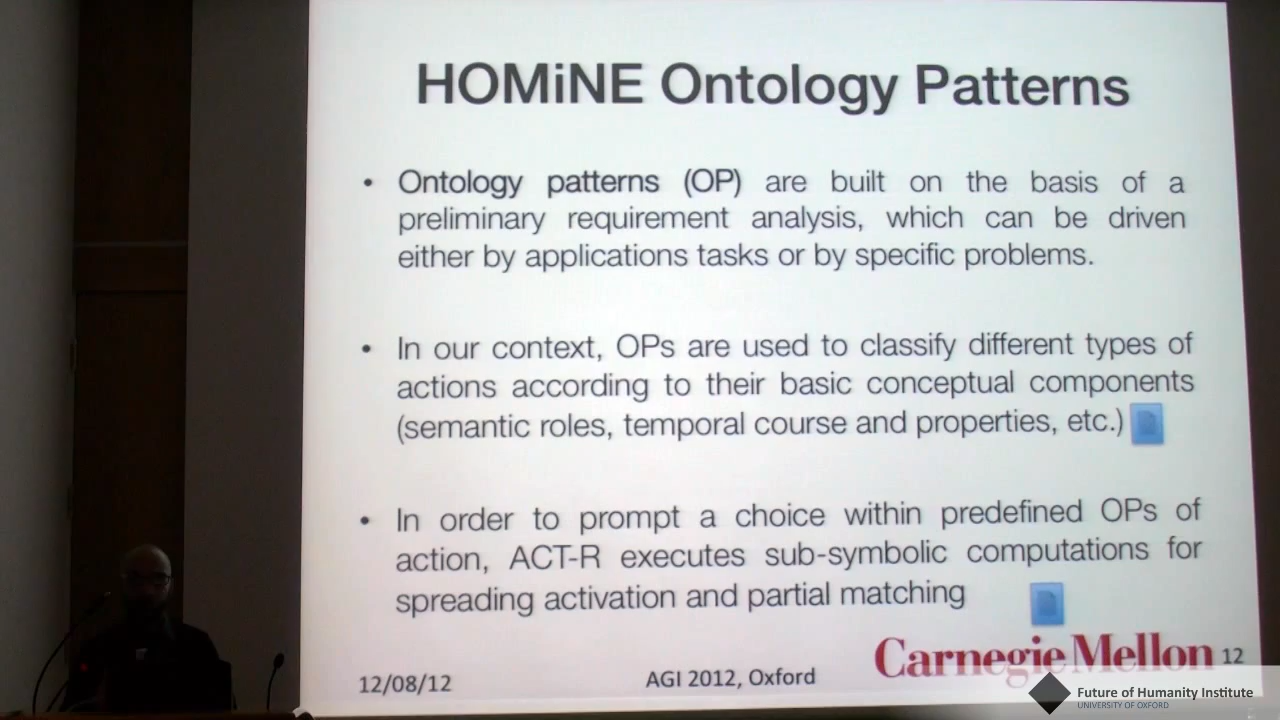 HOMiNE Ontology Patterns
• Ontology patterns (OP) are built on the basis of a
preliminary requirement analysis, which can be driven
either by applications tasks or by specific problems.
• In our context, OPs are used to classify different types of
actions according to their basic conceptual components
(semantic roles, temporal course and properties, etc.)
• In order to prompt a choice within predefined OPs of
action, ACT-R executes sub-symbolic computations for
spreading activation and partial matching
Carnegie Mellon
12/08/12 AGI 2012, Oxford 12
Future of Humanity Institute
UNIVERSITY OF OXFORD